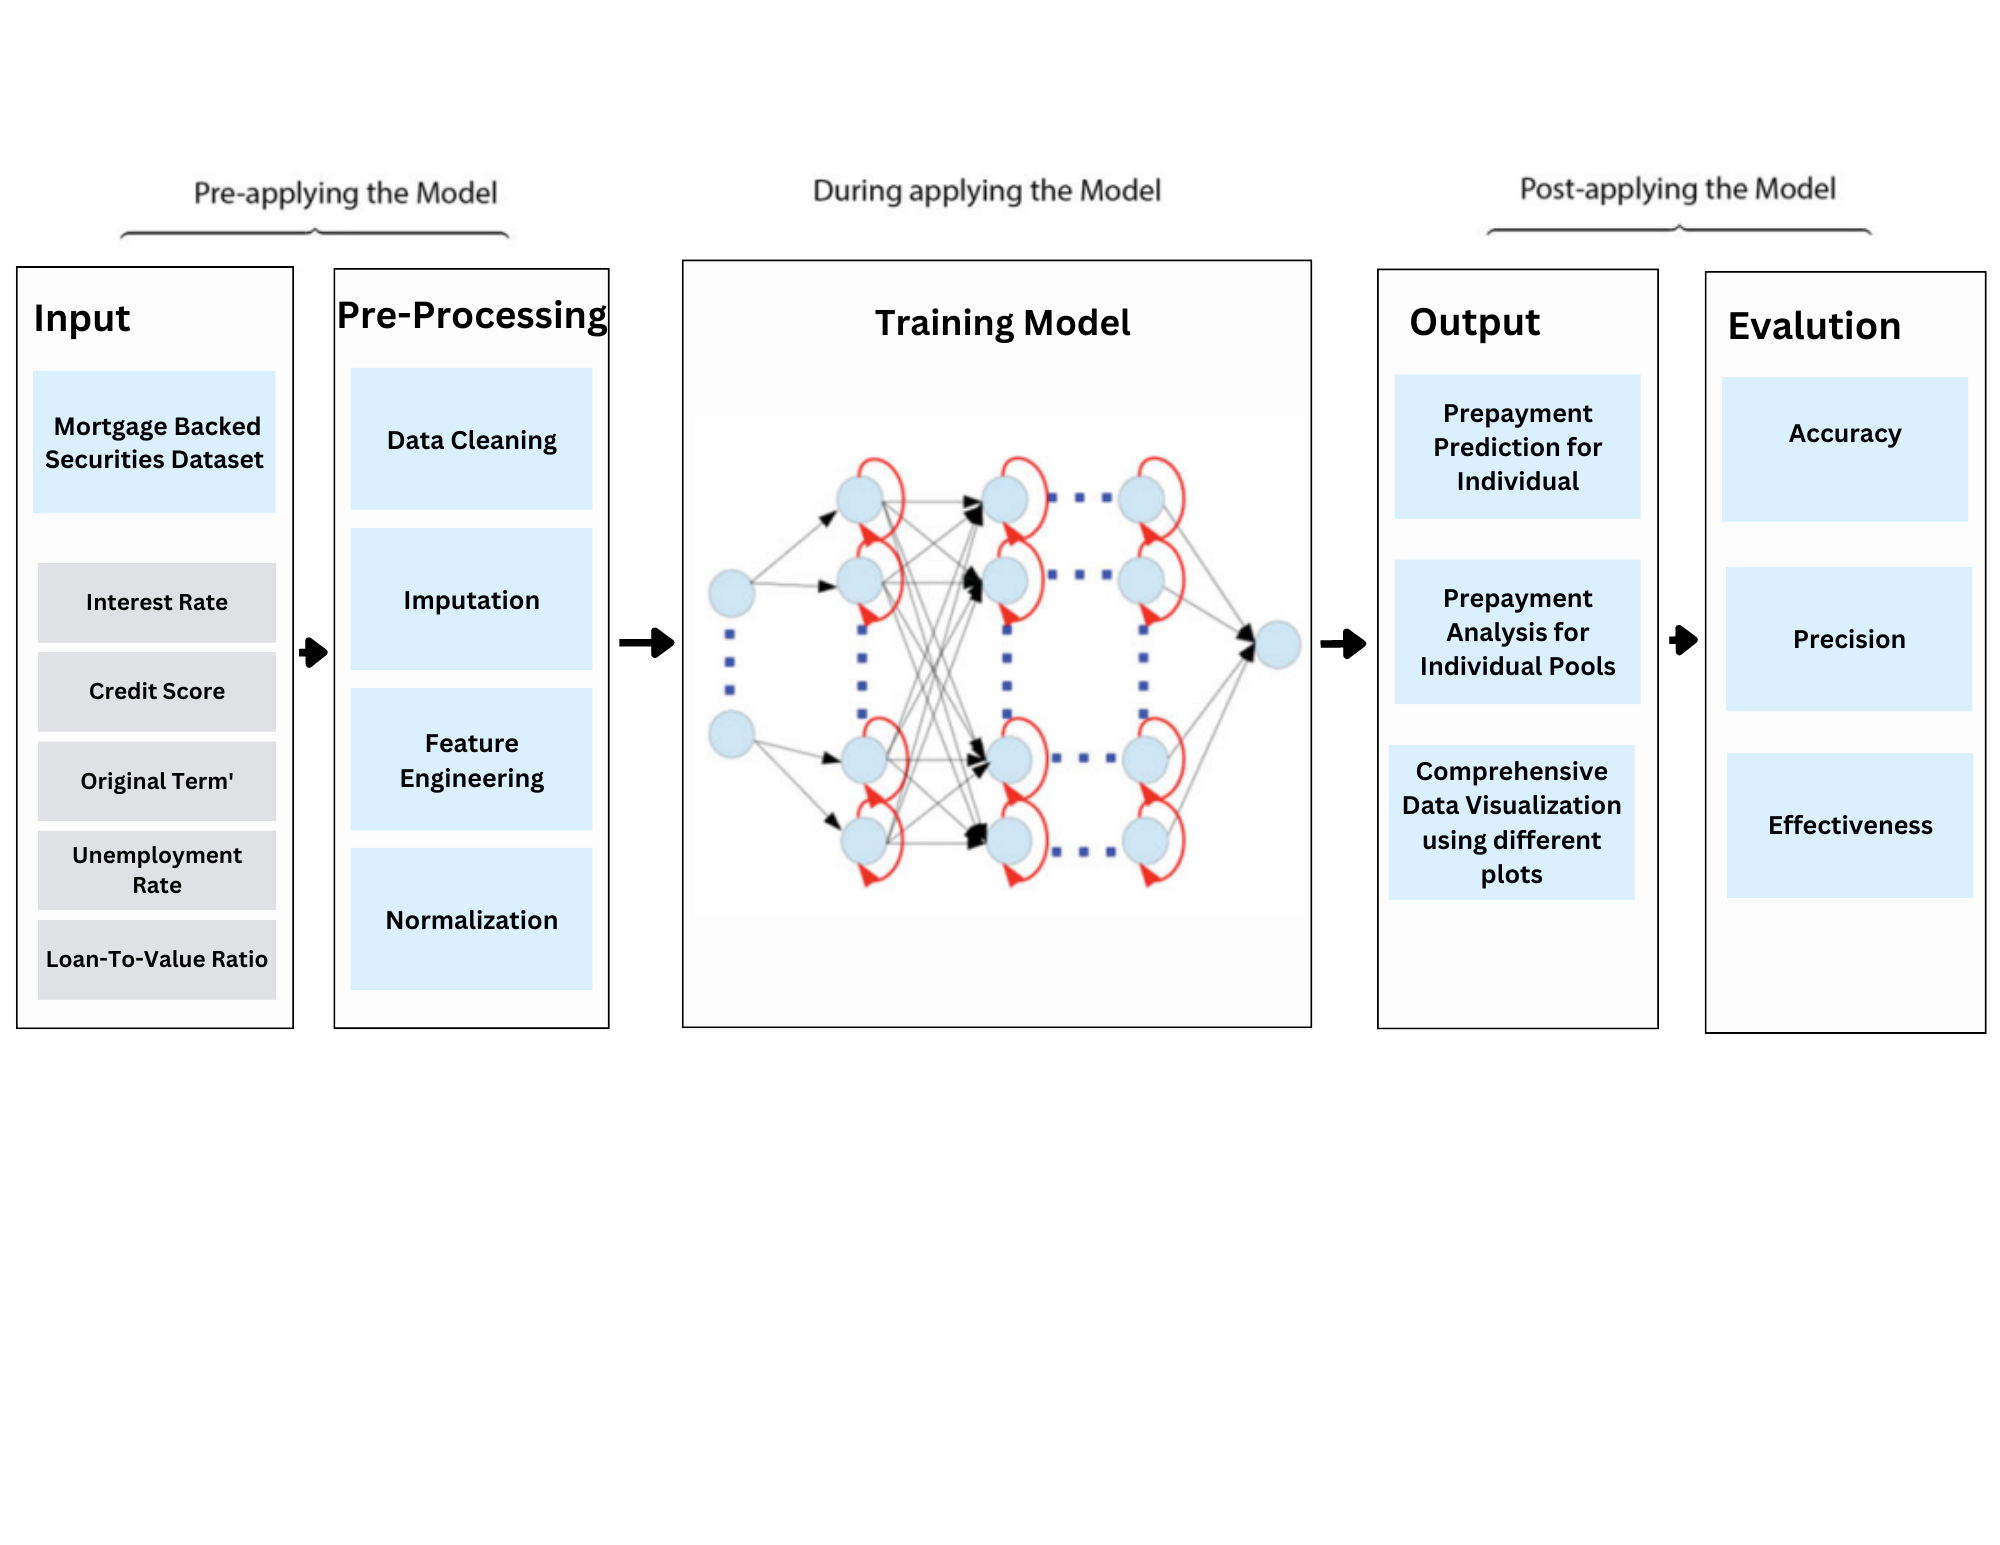 Pre-applying the Model
During applying the Model
Post-applying the Model
Input
Mortgage Backed
Securities Dataset
Interest Rate
Credit Score
Original Term'
Unemployment
Rate
Loan-To-Value Ratio
Pre-Processing
Data Cleaning
Imputation
Feature
Engineering
Normalization
Training Model
Output
Prepayment
Prediction for
Individual
Prepayment
Analysis for
Individual Pools
Comprehensive
Data Visualization
using different
plots
Evalution
Accuracy
Precision
Effectiveness